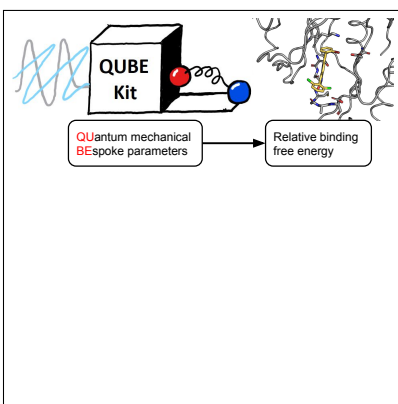 QUBE
Kit
QUantum mechanical
BEspoke parameters
Relative binding
free energy